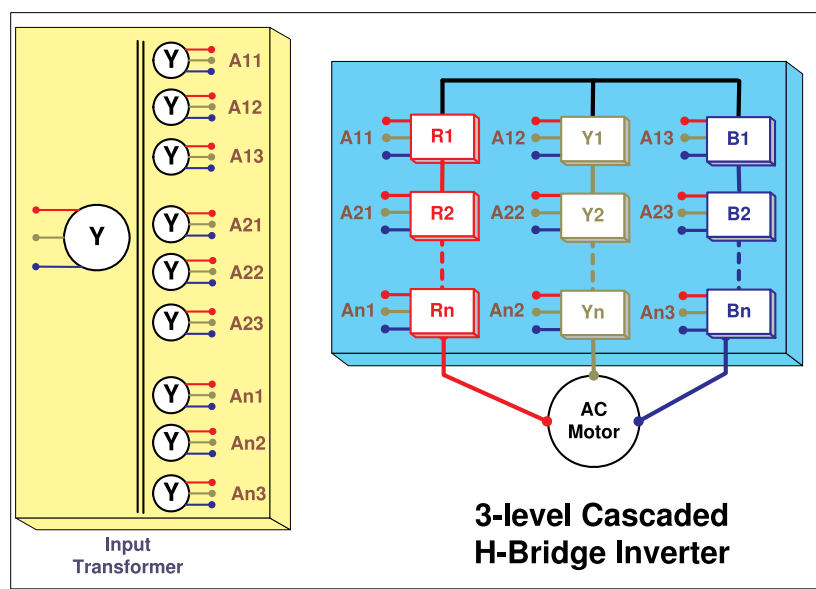 Y
Y
A11
Y
A12
Y
A13
Y
A21
Y
A22
Y
A23
Y
An1
Y
An2
Y
An3
Input
Transformer
A11
R1
A12
Y1
A13
B1
A21
R2
A22
Y2
A23
B2
An1
Rn
An2
Yn
An3
Bn
AC
Motor
3-level Cascaded
H-Bridge Inverter